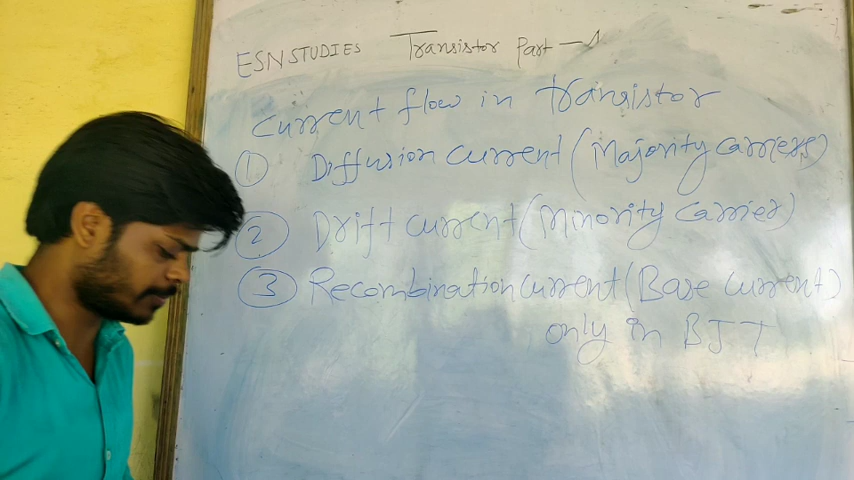 ESN STUDIES Transistor Part - 1
Current flow in transistor
① Diffusion current (Majority carriers)
② Drift current (Minority carrier)
③ Recombination current (Base current)
only in BJT